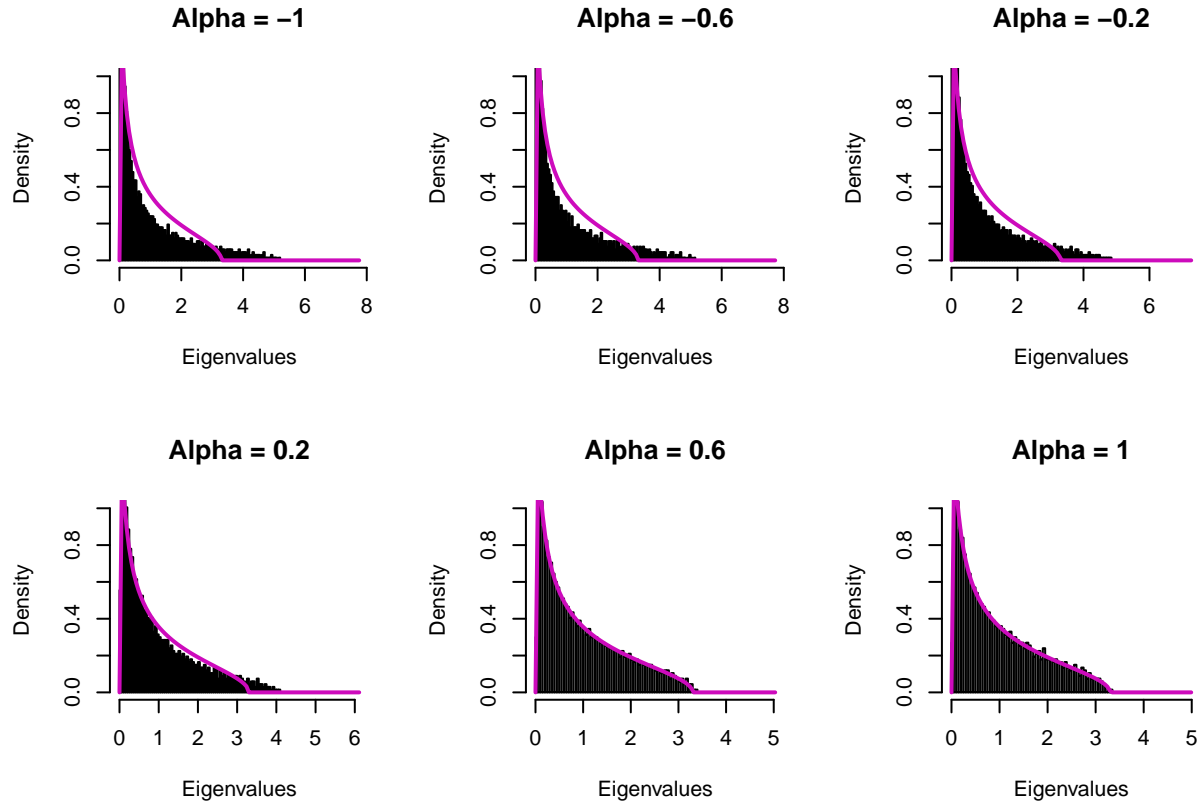 Alpha = −1
Density
0.0 0.4 0.8
0 2 4 6 8
Eigenvalues
Alpha = −0.6
Density
0.0 0.4 0.8
0 2 4 6 8
Eigenvalues
Alpha = −0.2
Density
0.0 0.4 0.8
0 2 4 6
Eigenvalues
Alpha = 0.2
Density
0.0 0.4 0.8
0 1 2 3 4 5 6
Eigenvalues
Alpha = 0.6
Density
0.0 0.4 0.8
0 1 2 3 4 5
Eigenvalues
Alpha = 1
Density
0.0 0.4 0.8
0 1 2 3 4 5
Eigenvalues